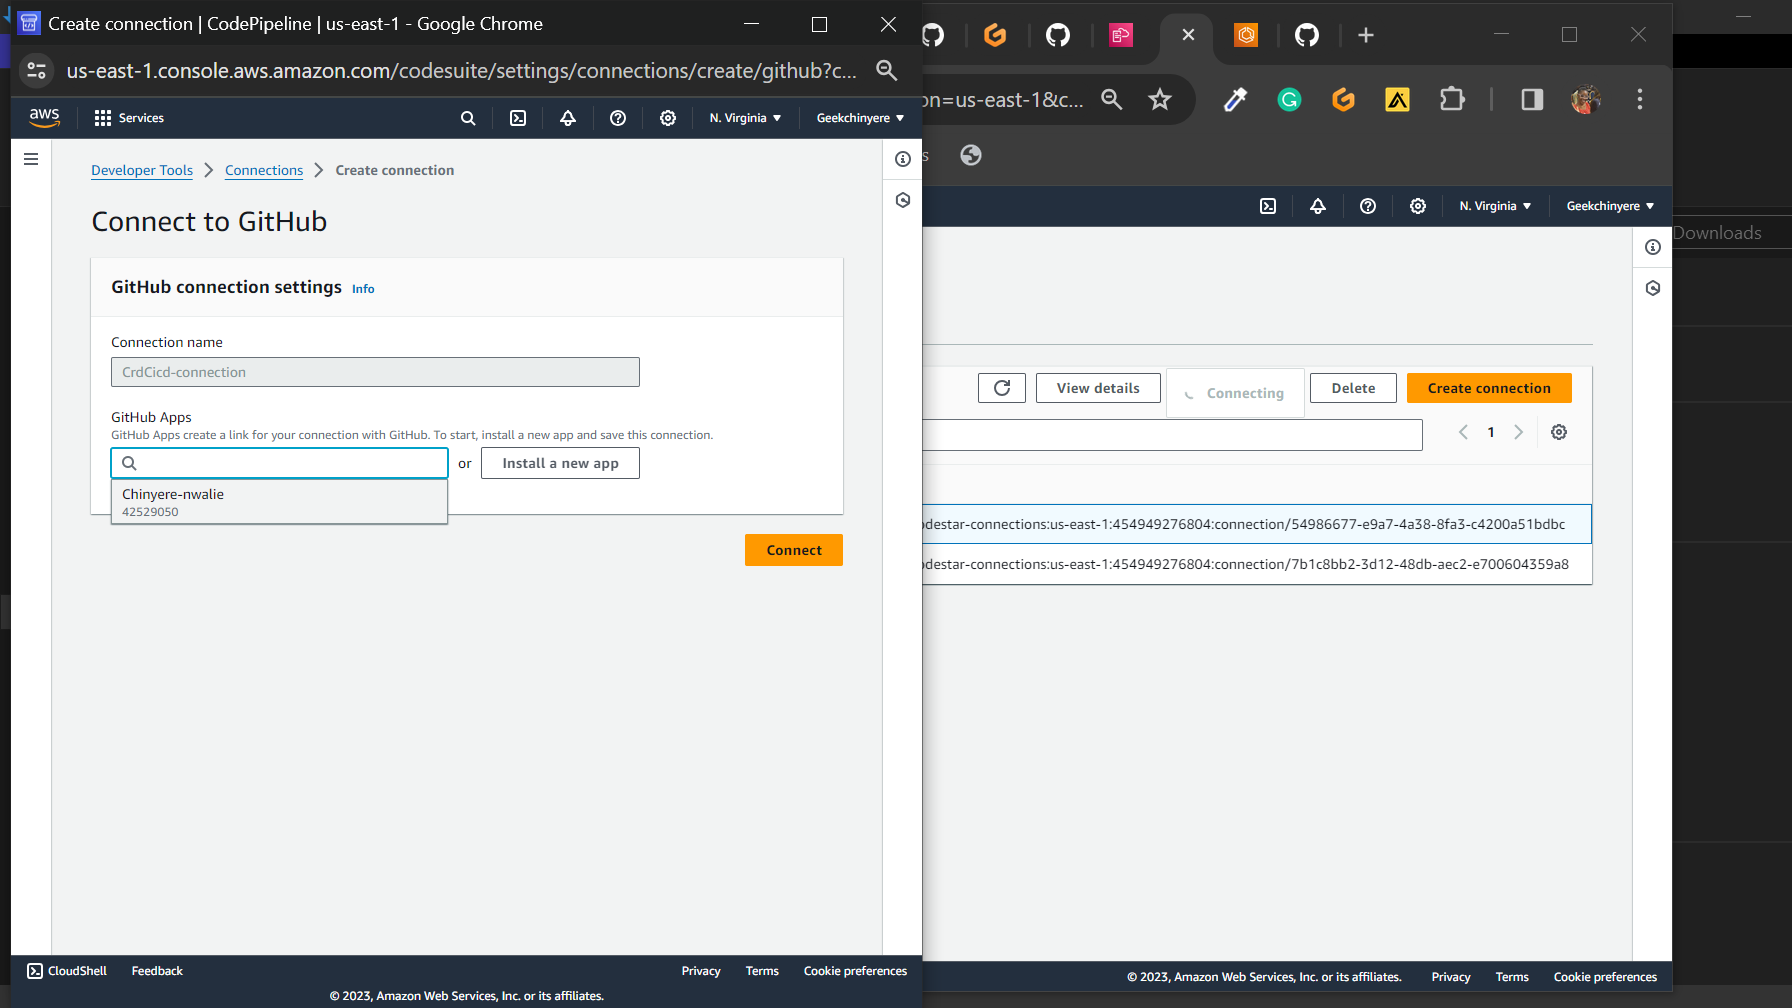 Create connection | CodePipeline | us-east-1 - Google Chrome
us-east-1.console.aws.amazon.com/codesuite/settings/connections/create/github?c...
aws
Services
N. Virginia
Geekchinyere
Developer Tools
Connections
Create connection
Connect to GitHub
GitHub connection settings
Info
Connection name
CrdCicd-connection
GitHub Apps
GitHub Apps create a link for your connection with GitHub. To start, install a new app and save this connection.
or
Install a new app
Chinyere-nwalie
42529050
Connect
CloudShell
Feedback
Privacy
Terms
Cookie preferences
© 2023, Amazon Web Services, Inc. or its affiliates.
on=us-east-1&c...
s
N. Virginia
Geekchinyere
View details
Connecting
Delete
Create connection
1
destar-connections:us-east-1:454949276804:connection/54986677-e9a7-4a38-8fa3-c4200a51bdbc
destar-connections:us-east-1:454949276804:connection/7b1c8bb2-3d12-48db-aec2-e700604359a8
© 2023, Amazon Web Services, Inc. or its affiliates.
Privacy
Terms
Cookie preferences
Downloads